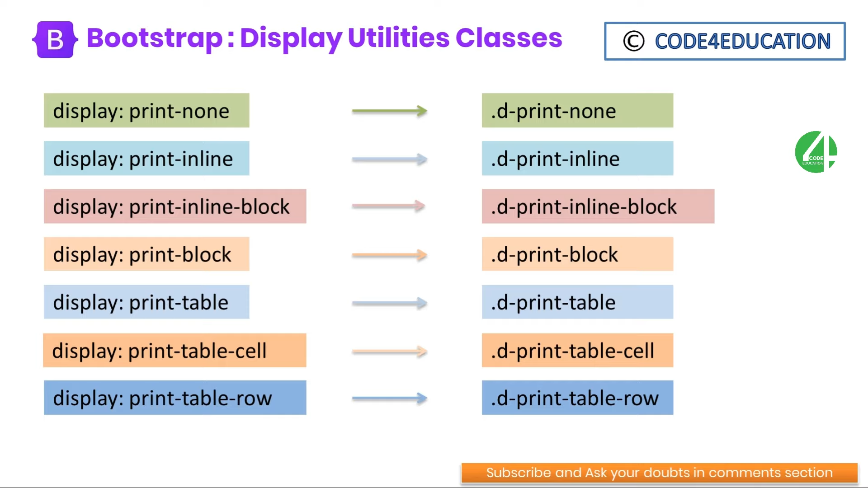 B Bootstrap : Display Utilities Classes
© CODE4EDUCATION
display: print-none .d-print-none
display: print-inline .d-print-inline
4
CODE
display: print-inline-block .d-print-inline-block
display: print-block .d-print-block
display: print-table .d-print-table
display: print-table-cell .d-print-table-cell
display: print-table-row .d-print-table-row
Subscribe and Ask your doubts in comments section